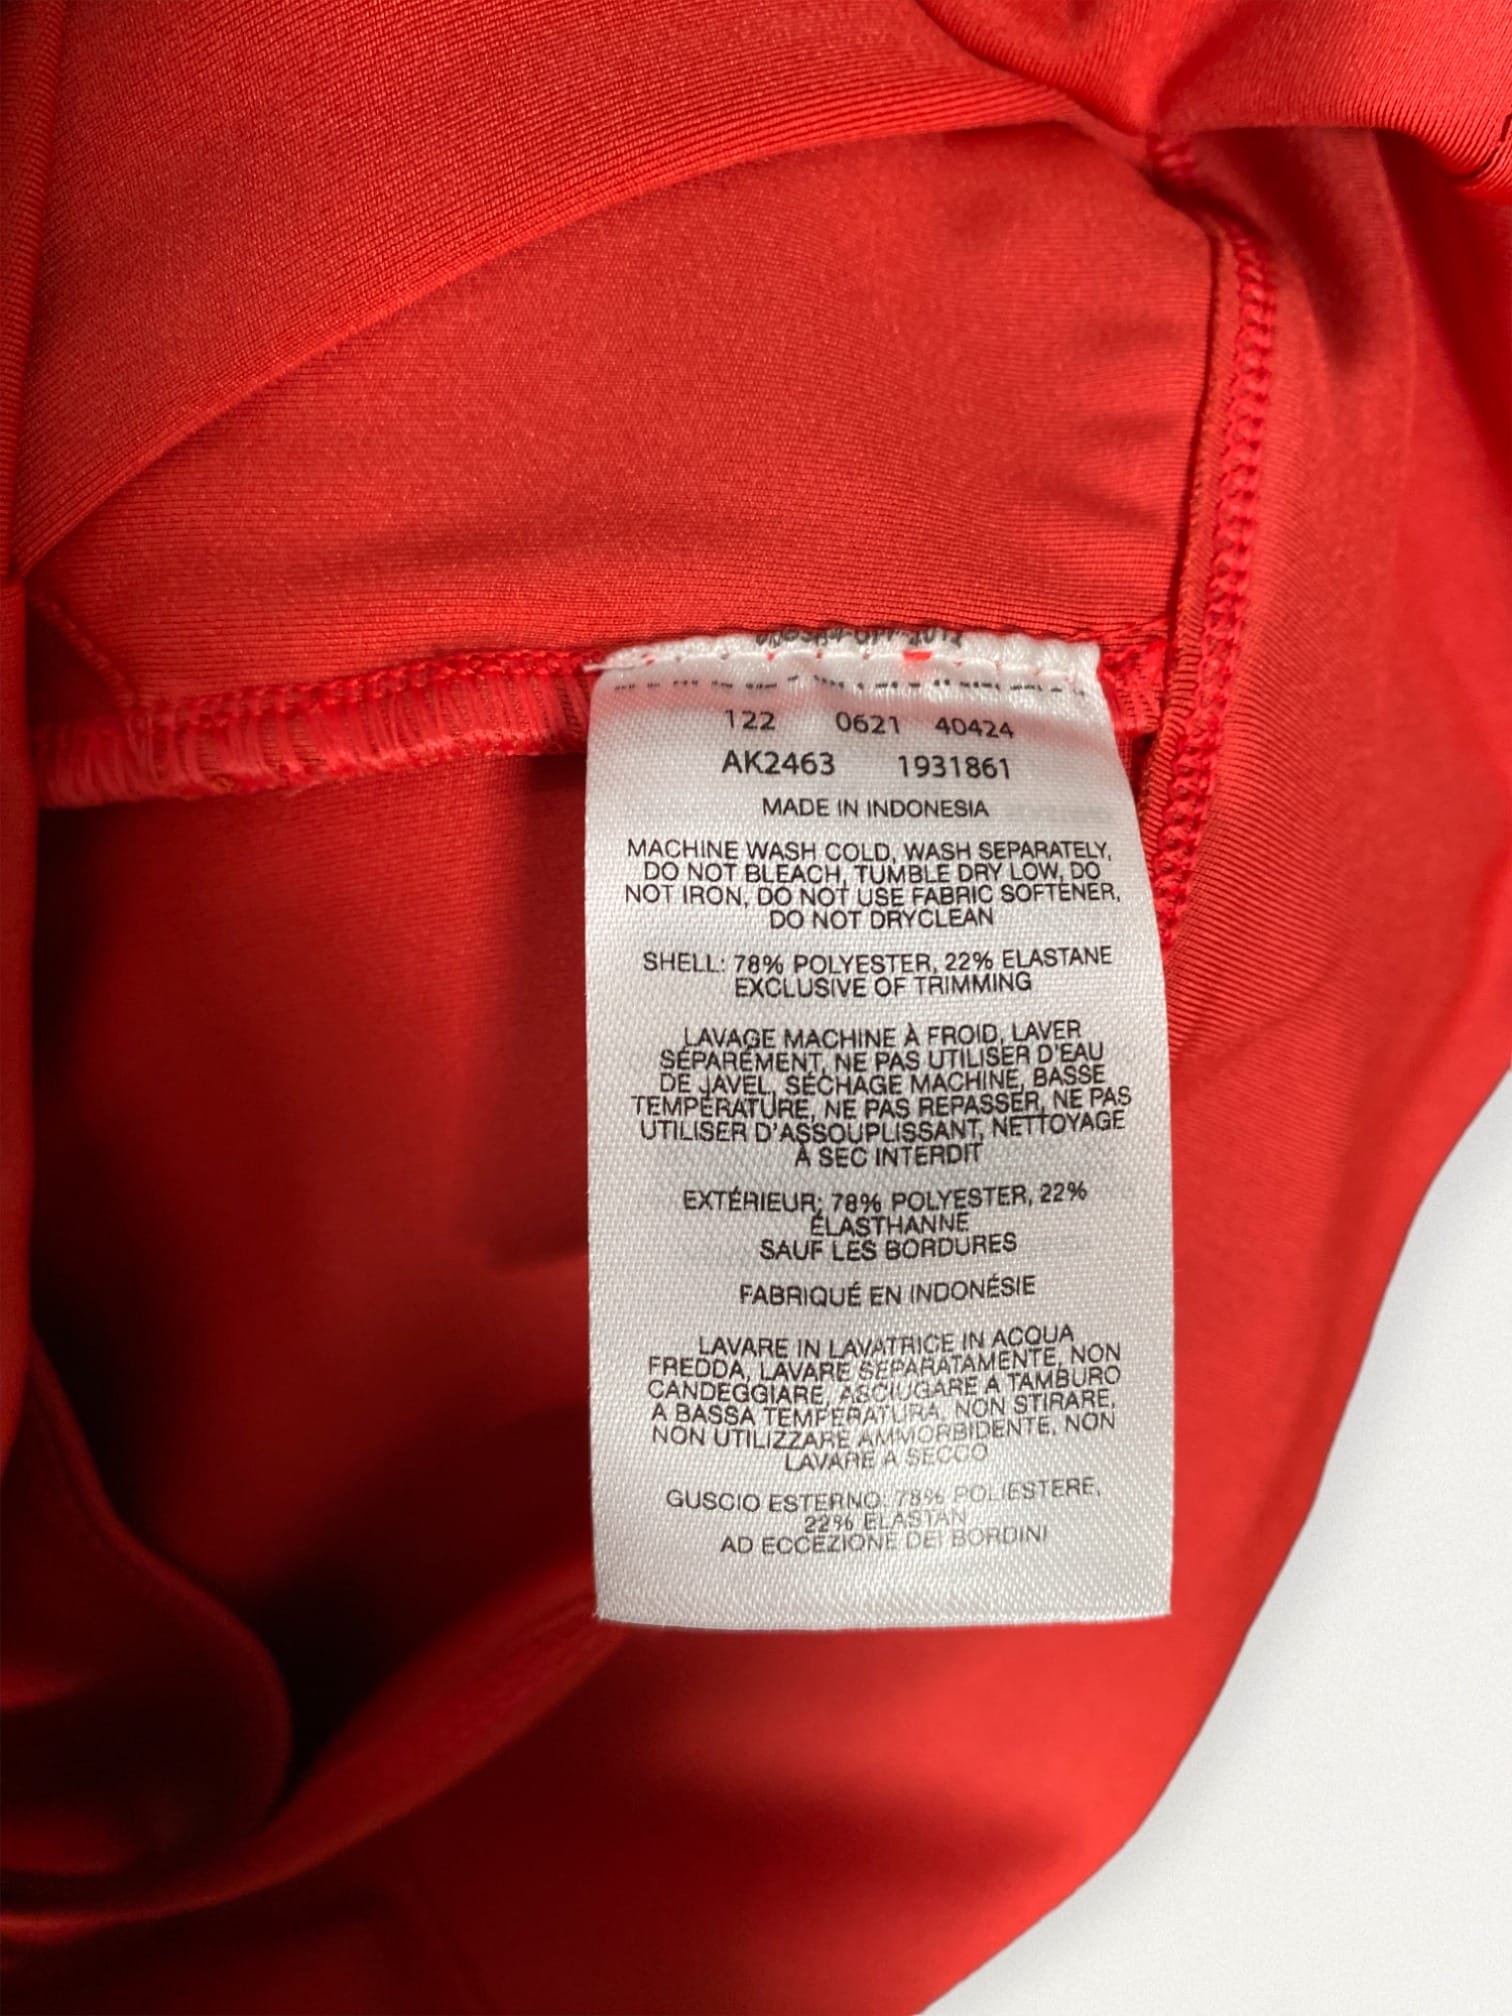 122 0621 40424
AK2463 1931861
MADE IN INDONESIA
MACHINE WASH COLD, WASH SEPARATELY,
DO NOT BLEACH, TUMBLE DRY LOW, DO
NOT IRON, DO NOT USE FABRIC SOFTENER,
DO NOT DRYCLEAN
SHELL: 78% POLYESTER, 22% ELASTANE
EXCLUSIVE OF TRIMMING
LAVAGE MACHINE À FROID, LAVER
SÉPARÉMENT, NE PAS UTILISER D'EAU
DE JAVEL, SÉCHAGE MACHINE, BASSE
TEMPÉRATURE, NE PAS REPASSER, NE PAS
UTILISER D'ASSOUPLISSANT, NETTOYAGE
À SEC INTERDIT
EXTÉRIEUR: 78% POLYESTER, 22%
ÉLASTHANNE
SAUF LES BORDURES
FABRIQUÉ EN INDONÉSIE
LAVARE IN LAVATRICE IN ACQUA
FREDDA, LAVARE SEPARATAMENTE, NON
CANDEGGIARE, ASCIUGARE A TAMBURO
A BASSA TEMPERATURA, NON STIRARE,
NON UTILIZZARE AMMORBIDENTE, NON
LAVARE A SECCO
GUSCIO ESTERNO: 78% POLIESTERE,
22% ELASTAN
AD ECCEZIONE DEI BORDINI